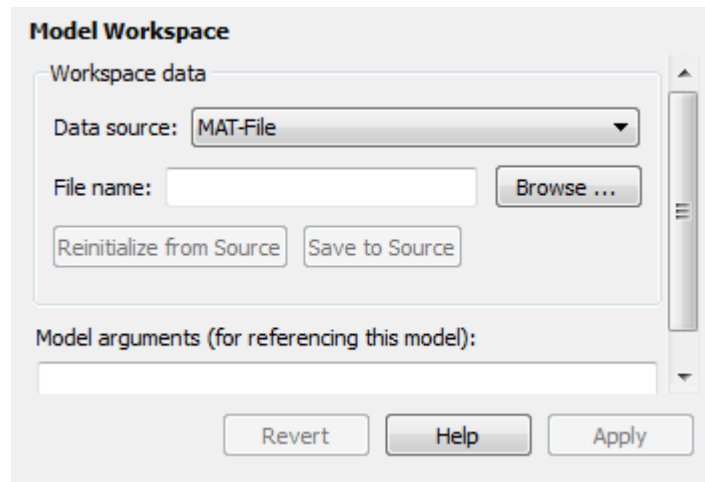 Model Workspace
Workspace data
Data source: MAT-File
File name: Browse ...
Reinitialize from Source Save to Source
Model arguments (for referencing this model):
Revert Help Apply